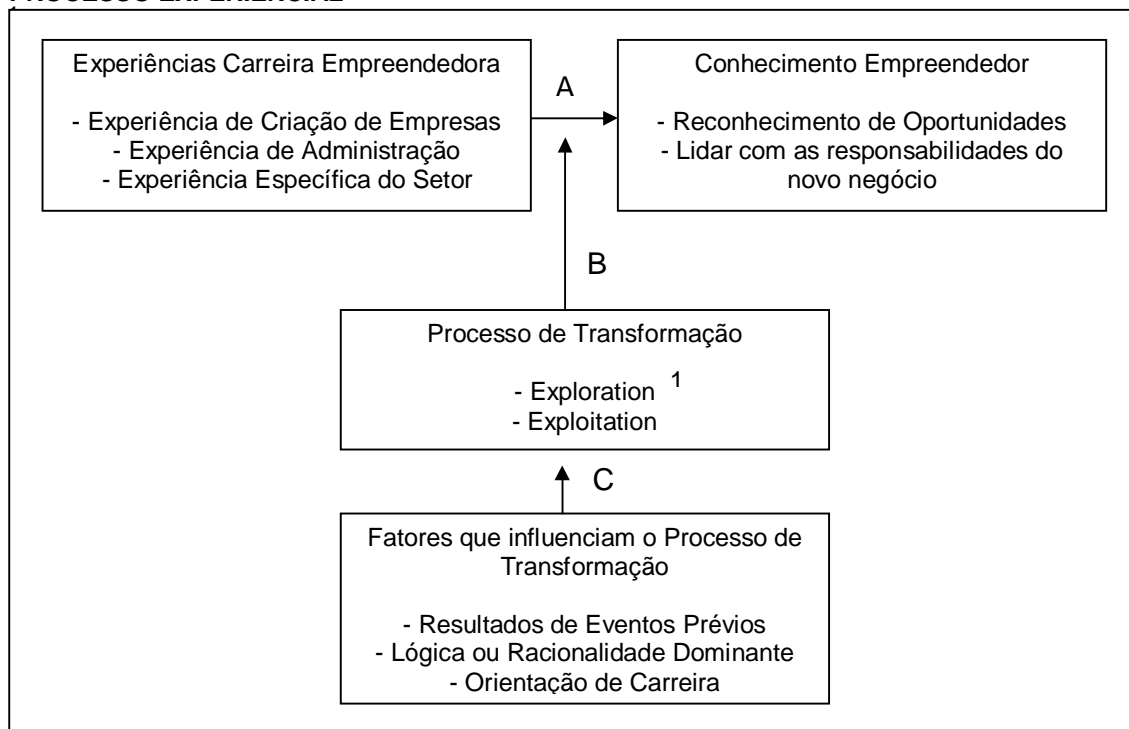 PROCESSO EXPERIENCIAL
Experiências Carreira Empreendedora
- Experiência de Criação de Empresas
- Experiência de Administração
- Experiência Específica do Setor
A
Conhecimento Empreendedor
- Reconhecimento de Oportunidades
- Lidar com as responsabilidades do
novo negócio
B
Processo de Transformação
- Exploration 1
- Exploitation
C
Fatores que influenciam o Processo de
Transformação
- Resultados de Eventos Prévios
- Lógica ou Racionalidade Dominante
- Orientação de Carreira